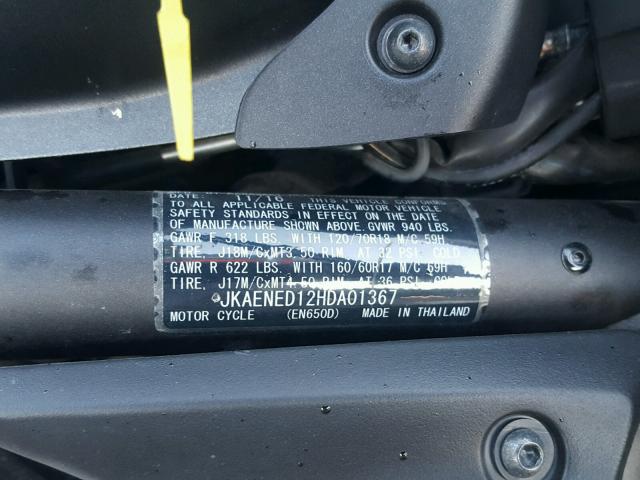 DATE: 11/16 THIS VEHICLE CONFORMS
TO ALL APPLICABLE FEDERAL MOTOR VEHICLE
SAFETY STANDARDS IN EFFECT ON THE DATE
OF MANUFACTURE SHOWN ABOVE. GVWR 940 LBS.
GAWR F 318 LBS. WITH 120/70R18 M/C 59H
TIRE, J18M/CxMT3.50 RIM, AT 32 PSI COLD
GAWR R 622 LBS. WITH 160/60R17 M/C 69H
TIRE, J17M/CxMT4.50 RIM, AT 36 PSI COLD
JKAENED12HDA01367
MOTOR CYCLE (EN650D) MADE IN THAILAND